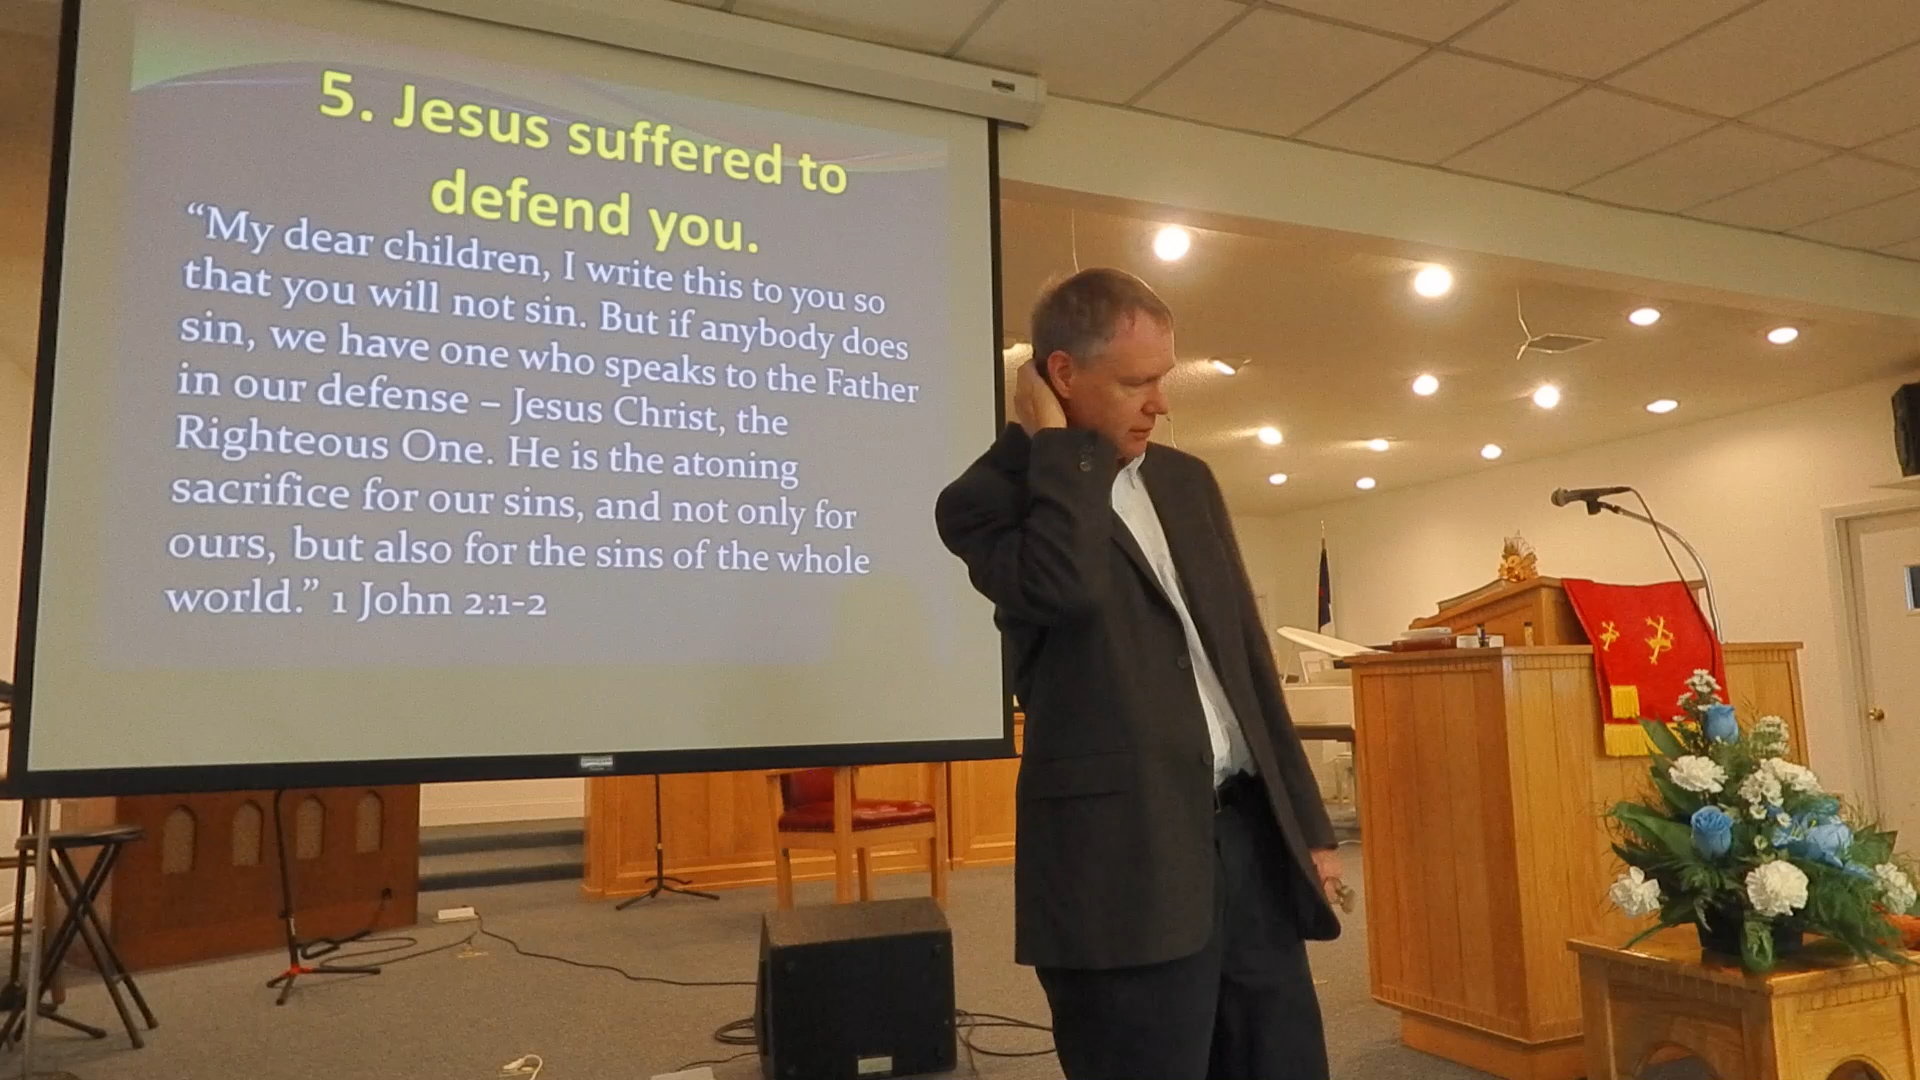 5. Jesus suffered to
defend you.
“My dear children, I write this to you so
that you will not sin. But if anybody does
sin, we have one who speaks to the Father
in our defense – Jesus Christ, the
Righteous One. He is the atoning
sacrifice for our sins, and not only for
ours, but also for the sins of the whole
world.” 1 John 2:1-2